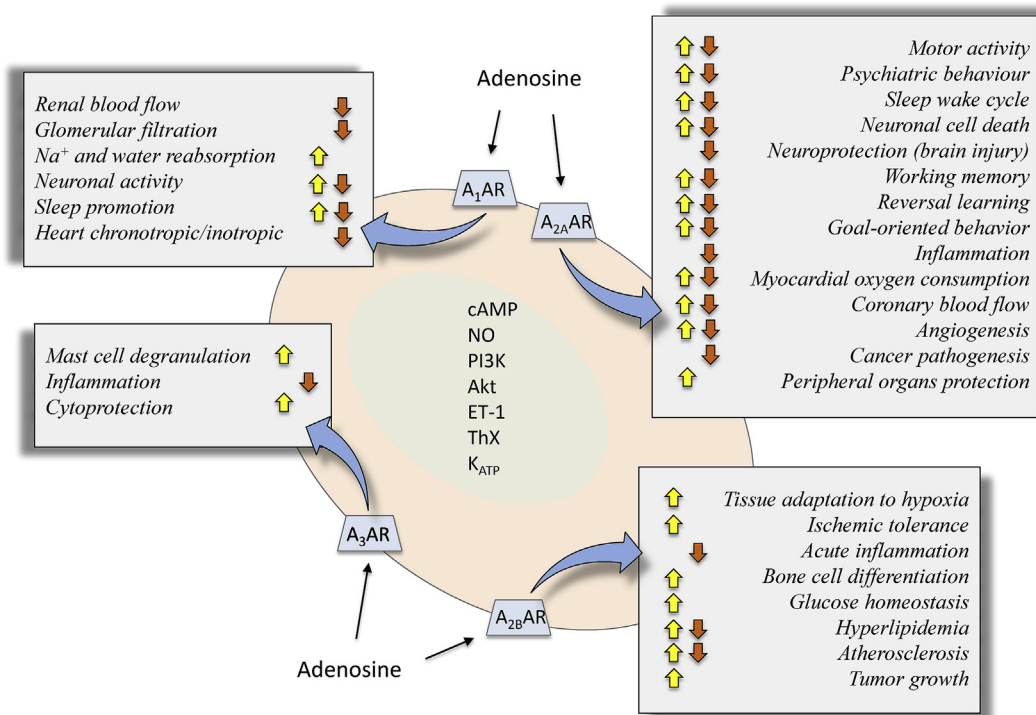 Adenosine
A₁AR
A₂ₐAR
Renal blood flow
Glomerular filtration
Na⁺ and water reabsorption
Neuronal activity
Sleep promotion
Heart chronotropic/inotropic
Motor activity
Psychiatric behaviour
Sleep wake cycle
Neuronal cell death
Neuroprotection (brain injury)
Working memory
Reversal learning
Goal-oriented behavior
Inflammation
Myocardial oxygen consumption
Coronary blood flow
Angiogenesis
Cancer pathogenesis
Peripheral organs protection
cAMP
NO
PI3K
Akt
ET-1
ThX
K_ATP
Mast cell degranulation
Inflammation
Cytoprotection
A₃AR
A₂BAR
Adenosine
Tissue adaptation to hypoxia
Ischemic tolerance
Acute inflammation
Bone cell differentiation
Glucose homeostasis
Hyperlipidemia
Atherosclerosis
Tumor growth